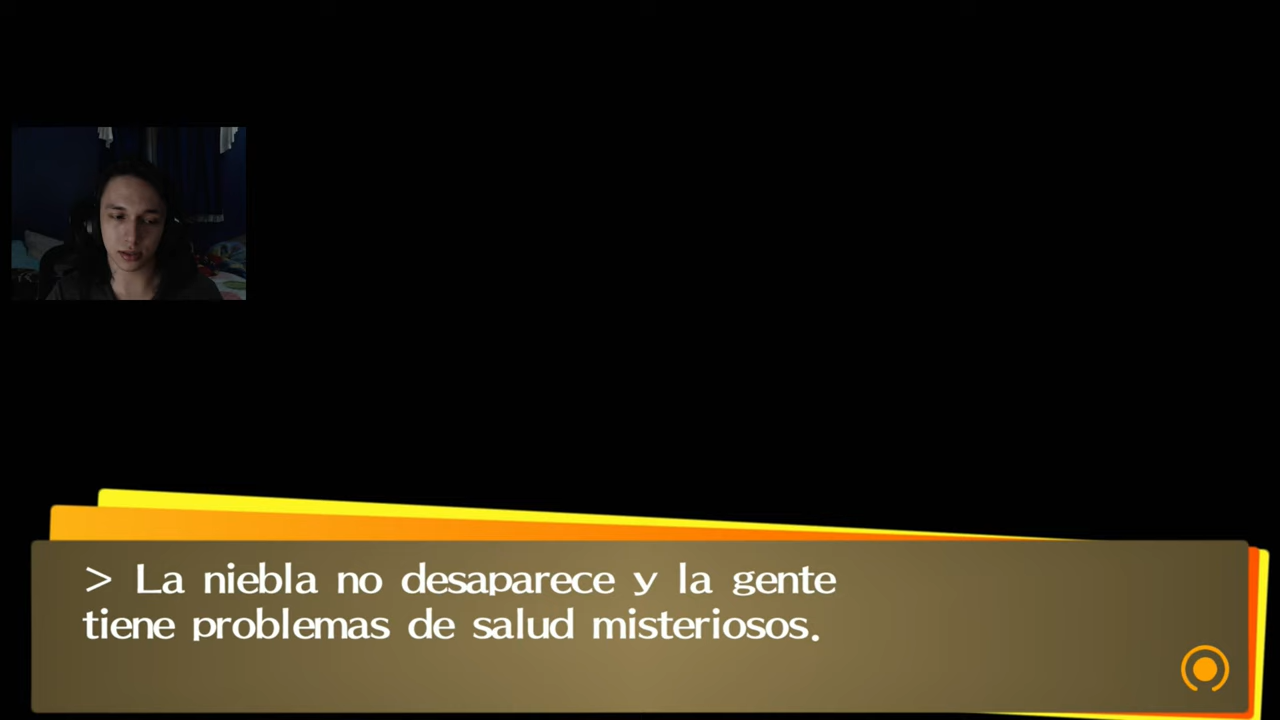 > La niebla no desaparece y la gente
tiene problemas de salud misteriosos.